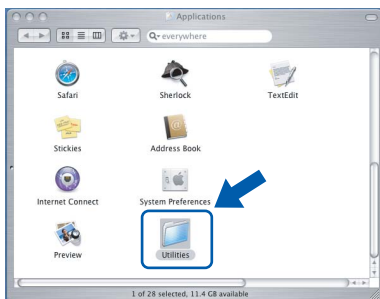 Applications
everywhere
Safari
Sherlock
TextEdit
Stickies
Address Book
Internet Connect
System Preferences
Preview
Utilities
1 of 28 selected, 11.4 GB available